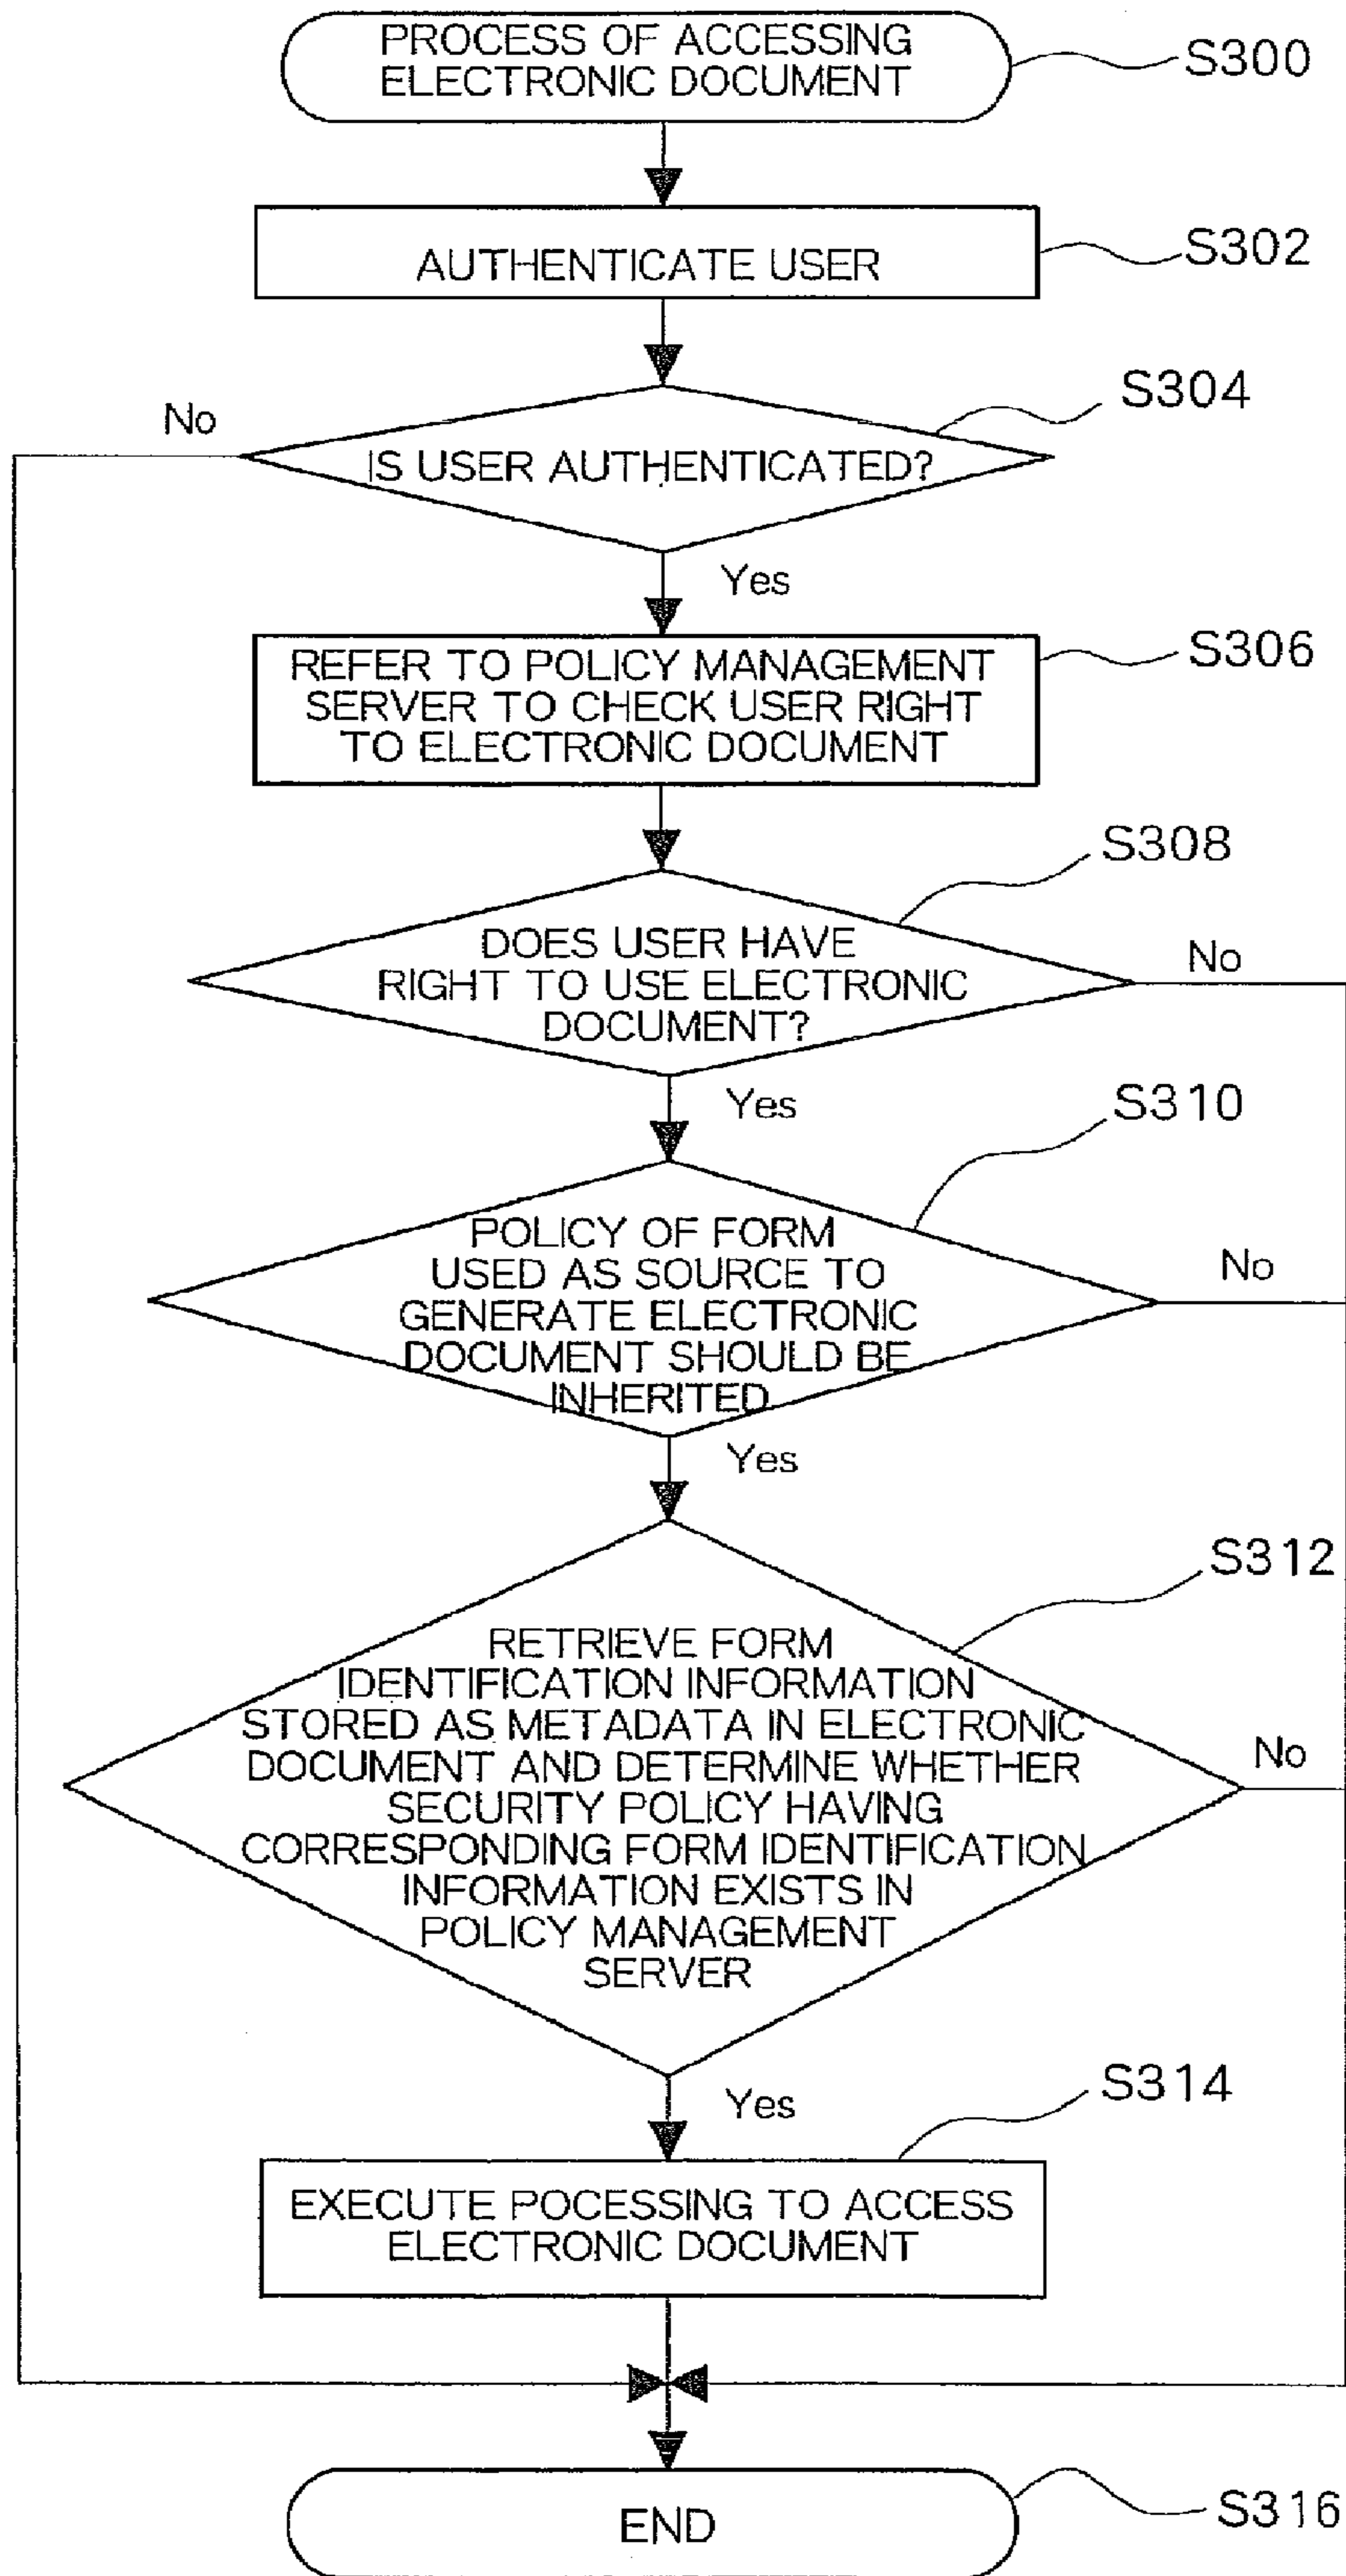 PROCESS OF ACCESSING
ELECTRONIC DOCUMENT
S300
AUTHENTICATE USER
S302
S304
No
IS USER AUTHENTICATED?
Yes
REFER TO POLICY MANAGEMENT
SERVER TO CHECK USER RIGHT
TO ELECTRONIC DOCUMENT
S306
S308
DOES USER HAVE
RIGHT TO USE ELECTRONIC
DOCUMENT?
No
Yes
S310
POLICY OF FORM
USED AS SOURCE TO
GENERATE ELECTRONIC
DOCUMENT SHOULD BE
INHERITED
No
Yes
S312
RETRIEVE FORM
IDENTIFICATION INFORMATION
STORED AS METADATA IN ELECTRONIC
DOCUMENT AND DETERMINE WHETHER
SECURITY POLICY HAVING
CORRESPONDING FORM IDENTIFICATION
INFORMATION EXISTS IN
POLICY MANAGEMENT
SERVER
No
Yes
S314
EXECUTE POCESSING TO ACCESS
ELECTRONIC DOCUMENT
END
S316